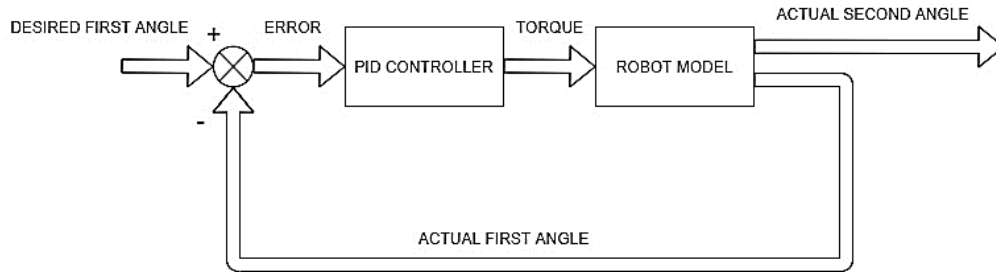 ACTUAL SECOND ANGLE
DESIRED FIRST ANGLE
+
ERROR
TORQUE
PID CONTROLLER
ROBOT MODEL
-
ACTUAL FIRST ANGLE